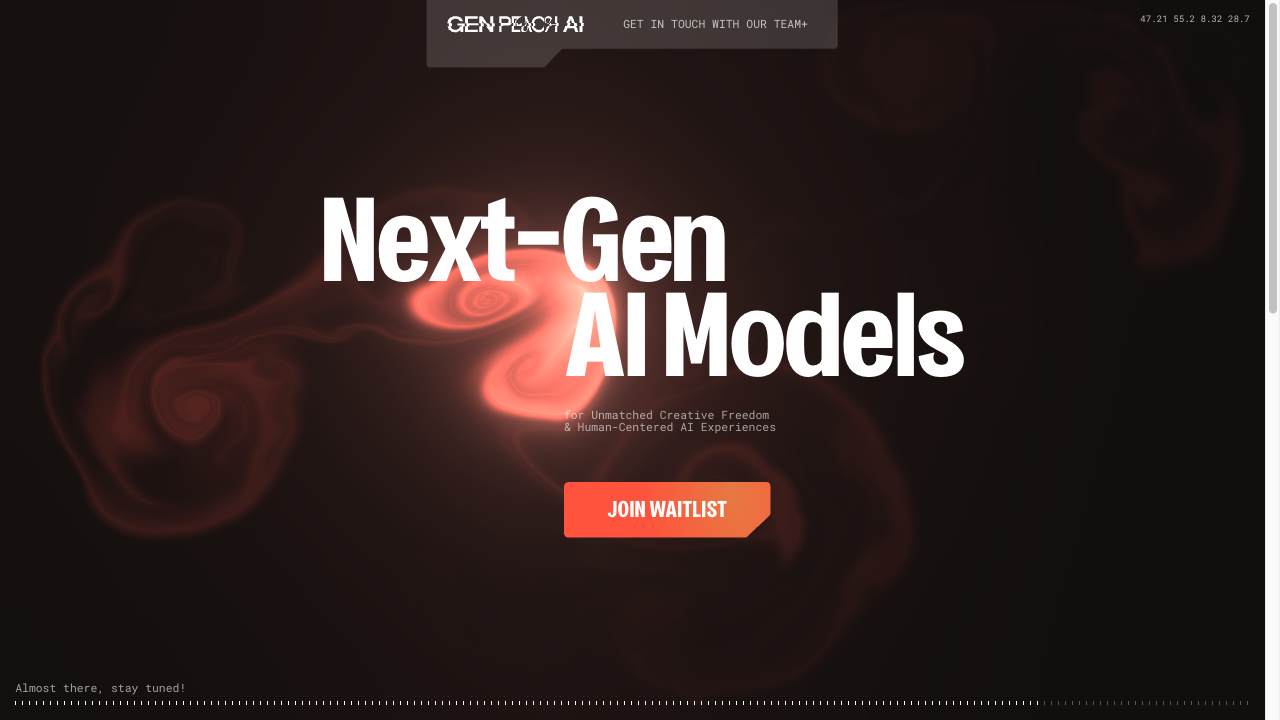 GEN PEACH AI
GET IN TOUCH WITH OUR TEAM+
47.21 55.2 8.32 28.7
Next-Gen
AI Models
for Unmatched Creative Freedom
& Human-Centered AI Experiences
JOIN WAITLIST
Almost there, stay tuned!